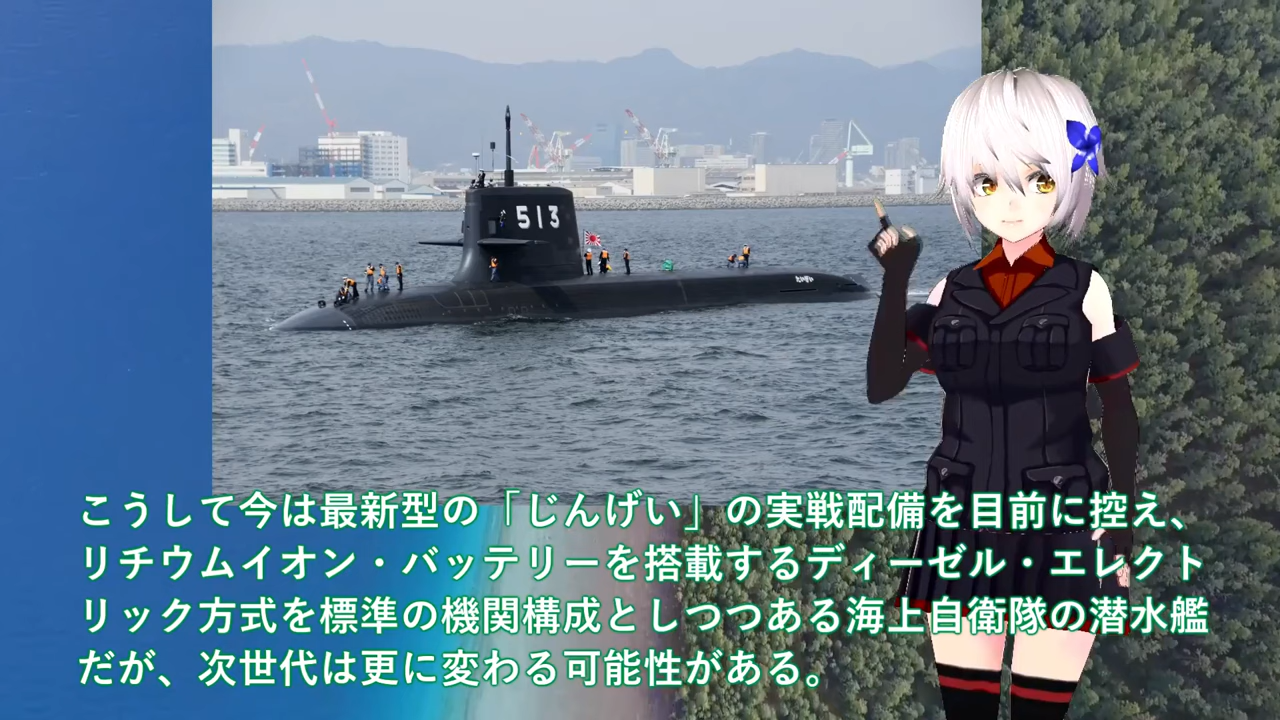 513
たいげい
こうして今は最新型の「じんげい」の実戦配備を目前に控え、
リチウムイオン・バッテリーを搭載するディーゼル・エレクト
リック方式を標準の機関構成としつつある海上自衛隊の潜水艦
だが、次世代は更に変わる可能性がある。